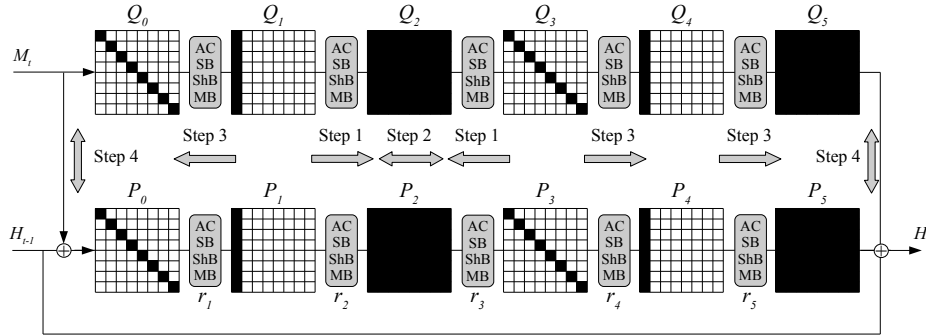 Q0 Q1 Q2 Q3 Q4 Q5
Mt
AC SB ShB MB
AC SB ShB MB
AC SB ShB MB
AC SB ShB MB
AC SB ShB MB
Step 4 Step 3 Step 1 Step 2 Step 1 Step 3 Step 3 Step 4
P0 P1 P2 P3 P4 P5
Ht-1
AC SB ShB MB
AC SB ShB MB
AC SB ShB MB
AC SB ShB MB
AC SB ShB MB
H
r1 r2 r3 r4 r5